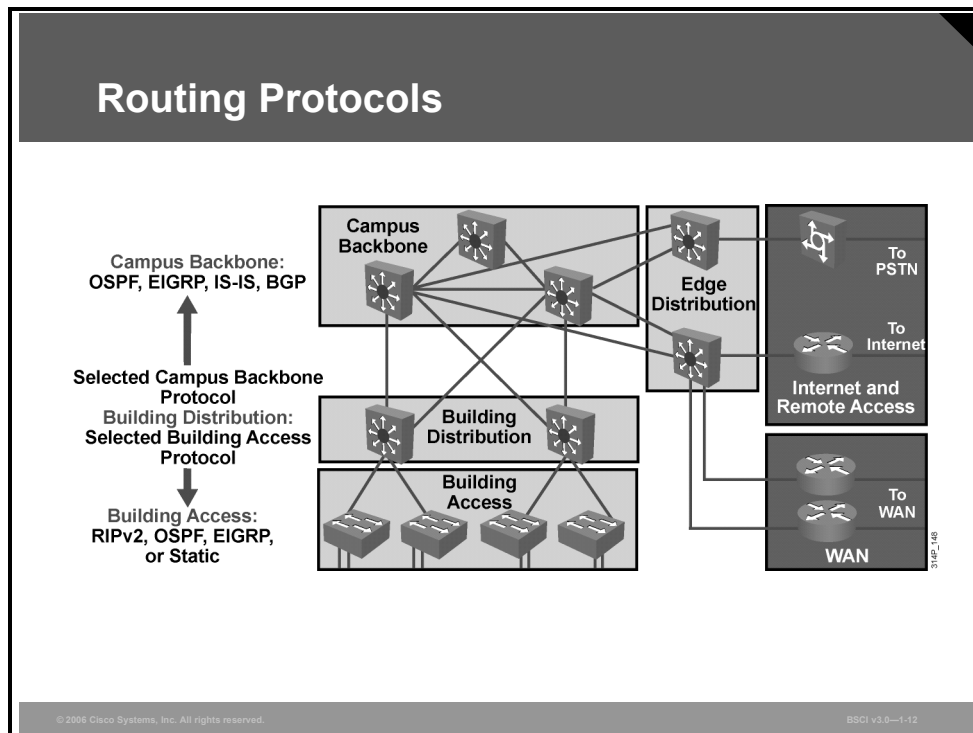 Routing Protocols
Campus Backbone:
OSPF, EIGRP, IS-IS, BGP
Selected Campus Backbone
Protocol
Building Distribution:
Selected Building Access
Protocol
Building Access:
RIPv2, OSPF, EIGRP,
or Static
Campus
Backbone
Building
Distribution
Building
Access
Edge
Distribution
To
PSTN
To
Internet
Internet and
Remote Access
To
WAN
WAN
314P_148
© 2006 Cisco Systems, Inc. All rights reserved.
BSCI v3.0—1-12